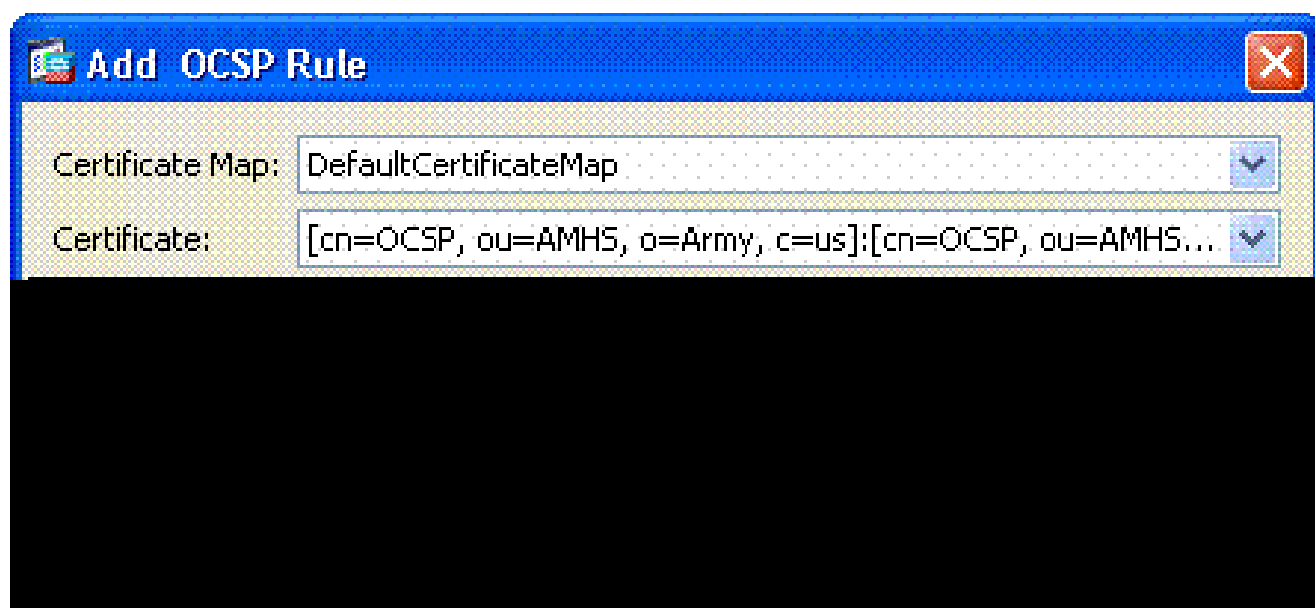 Add OCSP Rule
Certificate Map: DefaultCertificateMap
Certificate: [cn=OCSP, ou=AMHS, o=Army, c=us]:[cn=OCSP, ou=AMHS...